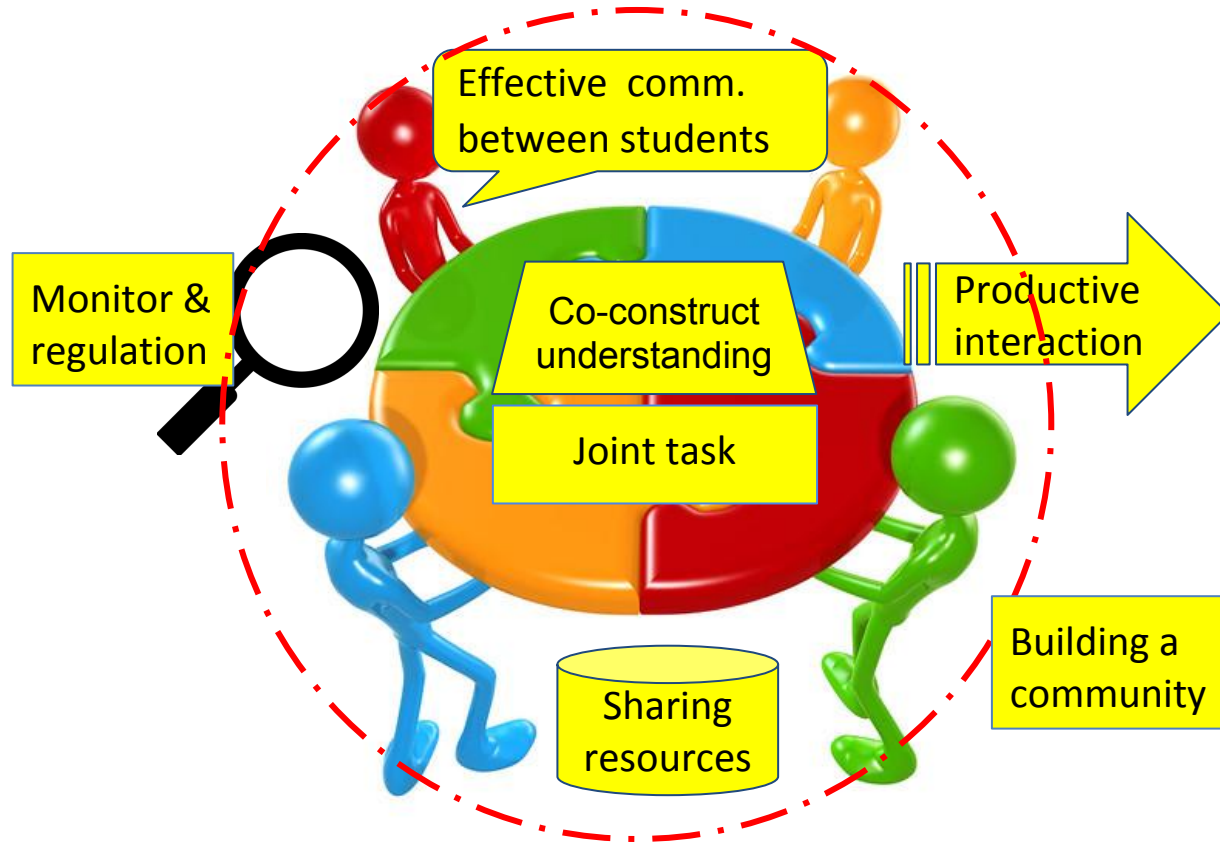 Effective comm.
between students
Monitor &
regulation
Co-construct
understanding
Productive
interaction
Joint task
Building a
community
Sharing
resources